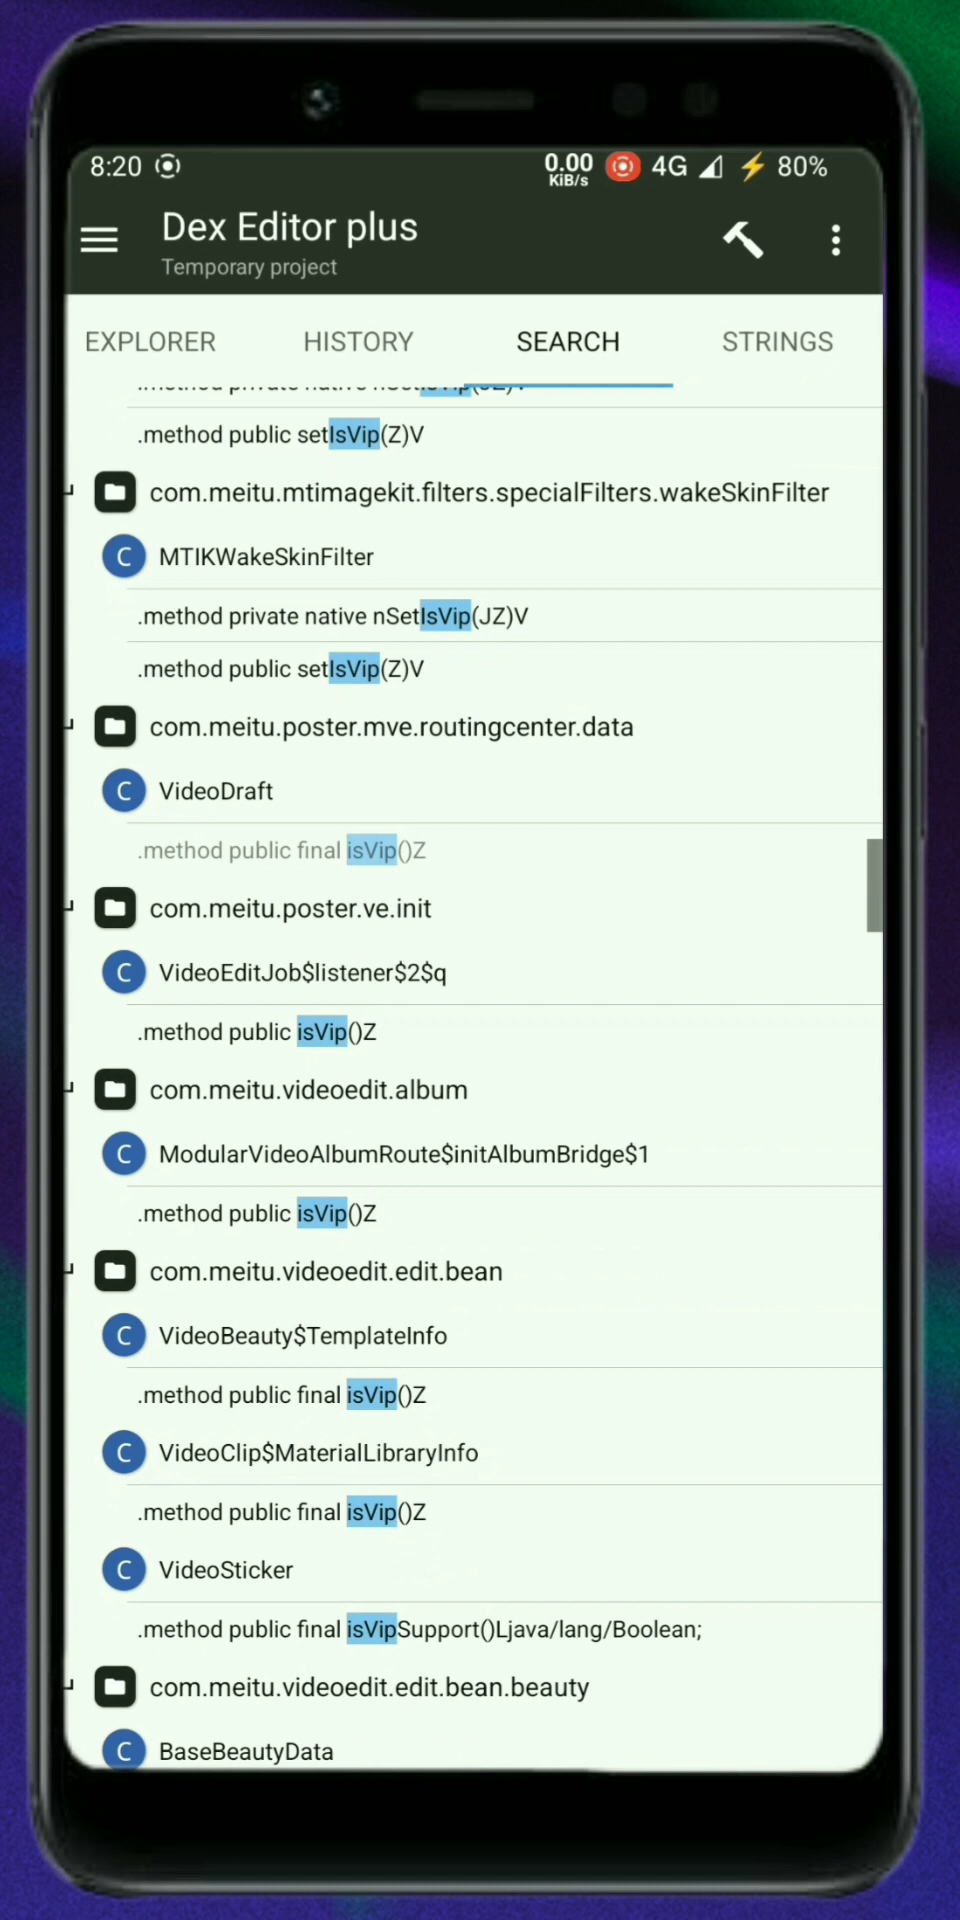 8:20 0.00 KiB/s 4G 80%
Dex Editor plus
Temporary project
EXPLORER HISTORY SEARCH STRINGS
.method private native nSetIsVip(JZ)V
.method public setIsVip(Z)V
com.meitu.mtimagekit.filters.specialFilters.wakeSkinFilter
C MTIKWakeSkinFilter
.method private native nSetIsVip(JZ)V
.method public setIsVip(Z)V
com.meitu.poster.mve.routingcenter.data
C VideoDraft
.method public final isVip()Z
com.meitu.poster.ve.init
C VideoEditJob$listener$2$q
.method public isVip()Z
com.meitu.videoedit.album
C ModularVideoAlbumRoute$initAlbumBridge$1
.method public isVip()Z
com.meitu.videoedit.edit.bean
C VideoBeauty$TemplateInfo
.method public final isVip()Z
C VideoClip$MaterialLibraryInfo
.method public final isVip()Z
C VideoSticker
.method public final isVipSupport()Ljava/lang/Boolean;
com.meitu.videoedit.edit.bean.beauty
C BaseBeautyData